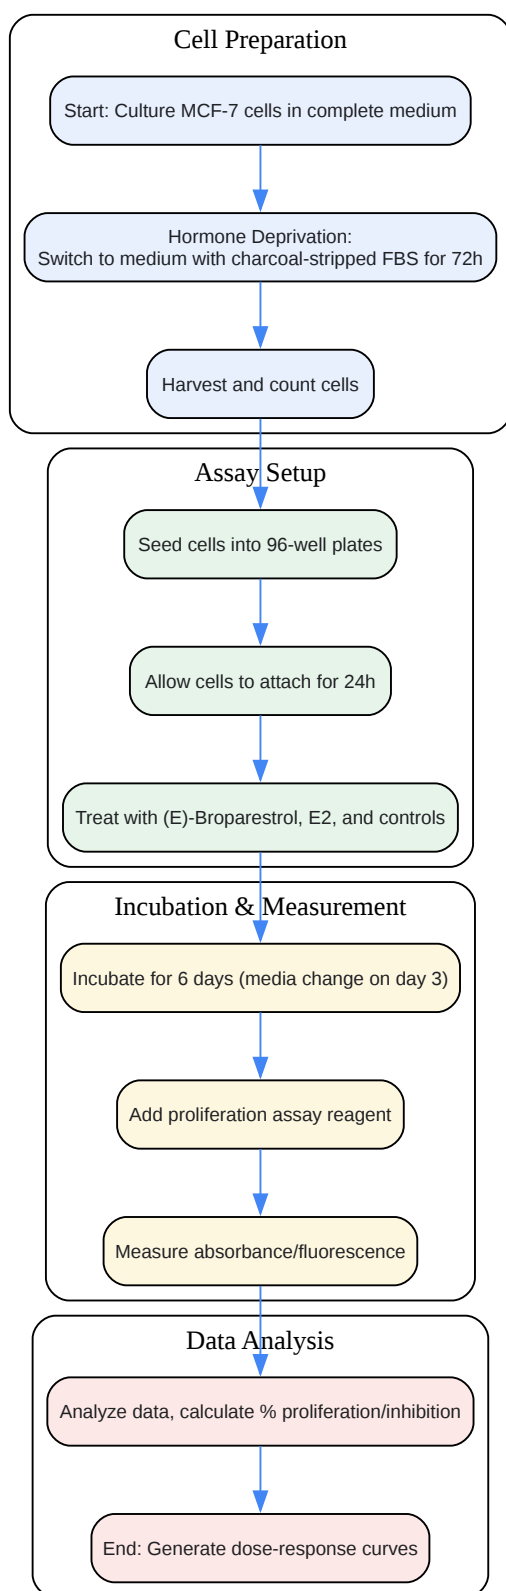 Cell Preparation
Start: Culture MCF-7 cells in complete medium
Hormone Deprivation:
Switch to medium with charcoal-stripped FBS for 72h
Harvest and count cells
Assay Setup
Seed cells into 96-well plates
Allow cells to attach for 24h
Treat with (E)-Broparestrol, E2, and controls
Incubation & Measurement
Incubate for 6 days (media change on day 3)
Add proliferation assay reagent
Measure absorbance/fluorescence
Data Analysis
Analyze data, calculate % proliferation/inhibition
End: Generate dose-response curves